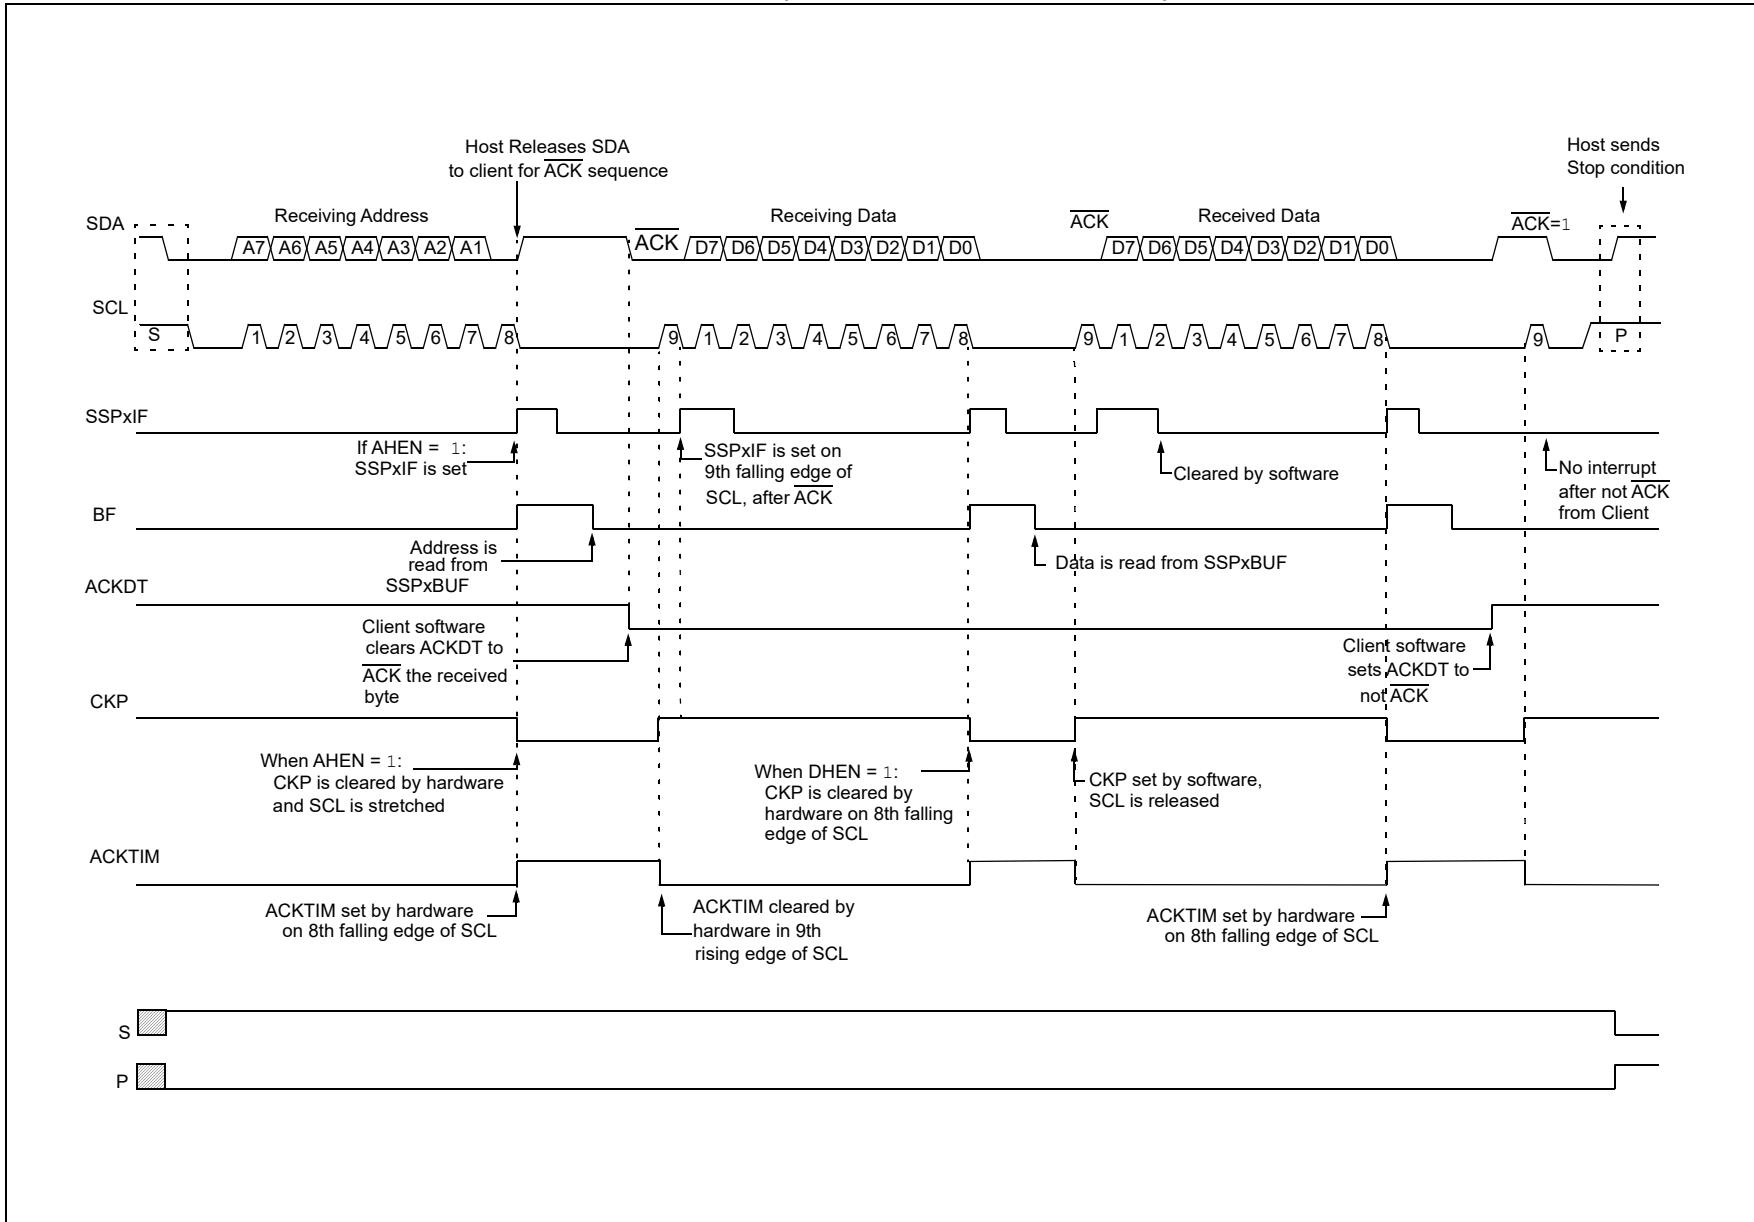 Host Releases SDA
to client for ACK sequence
Host sends
Stop condition
SDA
Receiving Address
Receiving Data
ACK
Received Data
ACK=1
A7 A6 A5 A4 A3 A2 A1
ACK
D7 D6 D5 D4 D3 D2 D1 D0
D7 D6 D5 D4 D3 D2 D1 D0
SCL
S
1 2 3 4 5 6 7 8
9 1 2 3 4 5 6 7 8
9 1 2 3 4 5 6 7 8
9
P
SSPxIF
If AHEN = 1:
SSPxIF is set
SSPxIF is set on
9th falling edge of
SCL, after ACK
Cleared by software
No interrupt
after not ACK
from Client
BF
Address is
read from
SSPxBUF
Data is read from SSPxBUF
ACKDT
Client software
clears ACKDT to
ACK the received
byte
Client software
sets ACKDT to
not ACK
CKP
When AHEN = 1:
CKP is cleared by hardware
and SCL is stretched
When DHEN = 1:
CKP is cleared by
hardware on 8th falling
edge of SCL
CKP set by software,
SCL is released
ACKTIM
ACKTIM set by hardware
on 8th falling edge of SCL
ACKTIM cleared by
hardware in 9th
rising edge of SCL
ACKTIM set by hardware
on 8th falling edge of SCL
S
P